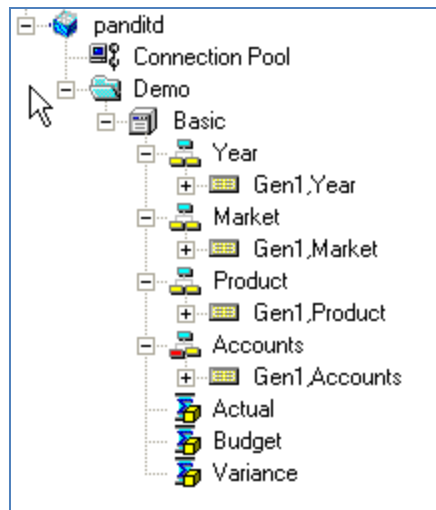 panditd
Connection Pool
Demo
Basic
Year
Gen1,Year
Market
Gen1,Market
Product
Gen1,Product
Accounts
Gen1,Accounts
Actual
Budget
Variance